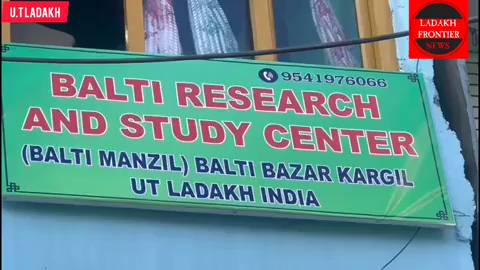 U.T LADAKH
LADAKH
FRONTIER
NEWS
9541976066
BALTI RESEARCH
AND STUDY CENTER
(BALTI MANZIL) BALTI BAZAR KARGIL
UT LADAKH INDIA